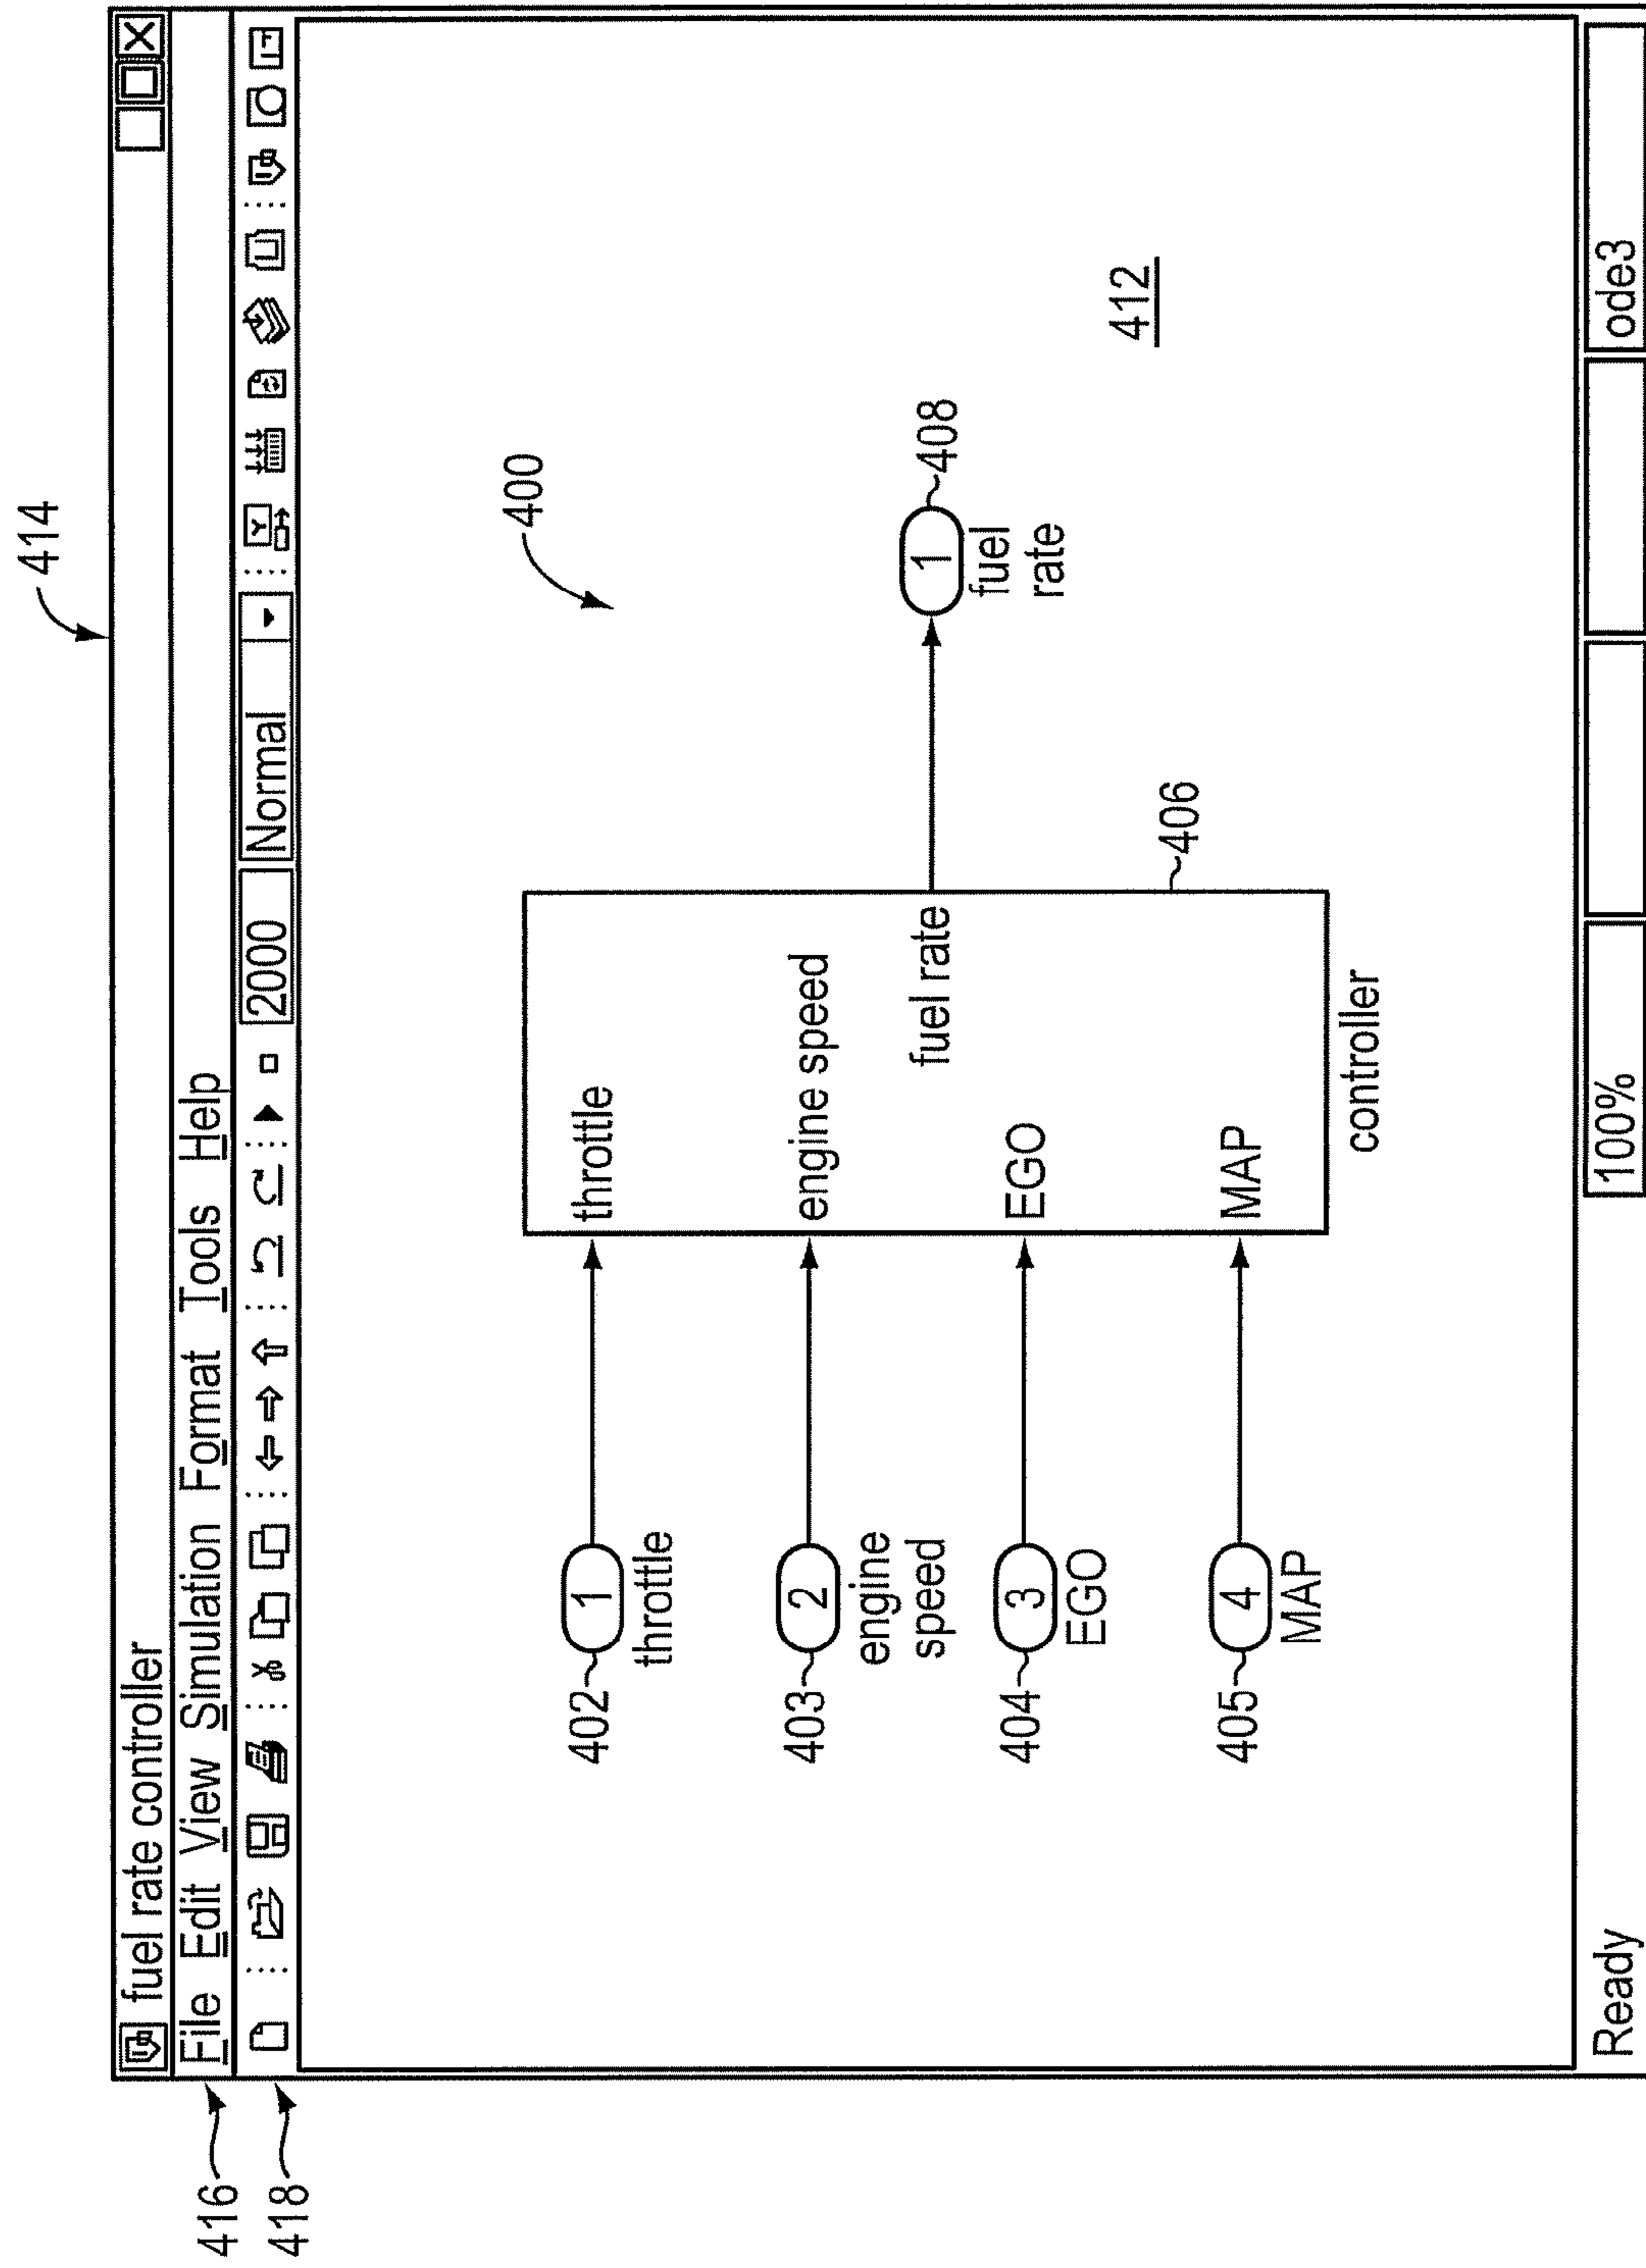 414
fuel rate controller
416
File Edit View Simulation Format Tools Help
418
2000 Normal
400
402
1
throttle
throttle
403
2
engine
speed
engine speed
404
3
EGO
EGO
405
4
MAP
MAP
fuel rate
controller
406
1
408
fuel
rate
412
Ready
100%
ode3